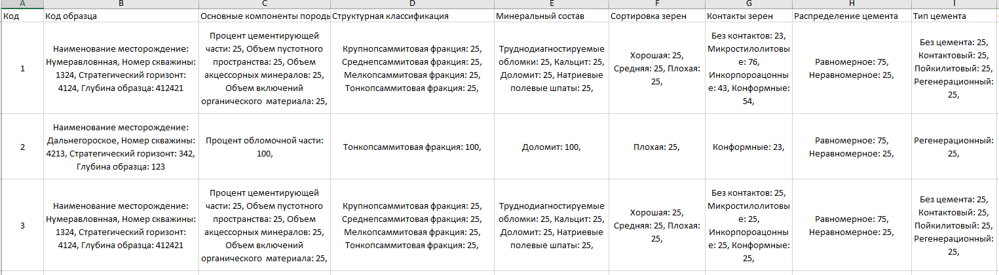 A B C D E F G H I
Код Код образца Основные компоненты породы Структурная классификация Минеральный состав Сортировка зерен Контакты зерен Распределение цемента Тип цемента
1
Наименование месторождение:
Нумеравловнная, Номер скважины:
1324, Стратегический горизонт:
4124, Глубина образца: 412421
Процент цементирующей
части: 25, Объем пустотного
пространства: 25, Объем
акцессорных минералов: 25,
Объем включений
органического  материала: 25,
Крупнопсаммитовая фракция: 25,
Среднепсаммитовая фракция: 25,
Мелкопсаммитовая фракция: 25,
Тонкопсаммитовая фракция: 25,
Труднодиагностируемые
обломки: 25, Кальцит: 25,
Доломит: 25, Натриевые
полевые шпаты: 25,
Хорошая: 25,
Средняя: 25, Плохая:
25,
Без контактов: 23,
Микростилолитовы
е: 76,
Инкорпороацонны
е: 43, Конформные:
54,
Равномерное: 75,
Неравномерное: 25,
Без цемента: 25,
Контактовый: 25,
Пойкилитовый: 25,
Регенерационный:
25,
2
Наименование месторождение:
Дальнегороское, Номер скважины:
4213, Стратегический горизонт: 342,
Глубина образца: 123
Процент обломочной части:
100,
Тонкопсаммитовая фракция: 100,
Доломит: 100,
Плохая: 25,
Конформные: 23,
Равномерное: 75,
Неравномерное: 25,
Регенерационный:
25,
3
Наименование месторождение:
Нумеравловнная, Номер скважины:
1324, Стратегический горизонт:
4124, Глубина образца: 412421
Процент цементирующей
части: 25, Объем пустотного
пространства: 25, Объем
акцессорных минералов: 25,
Объем включений
органического  материала: 25,
Крупнопсаммитовая фракция: 25,
Среднепсаммитовая фракция: 25,
Мелкопсаммитовая фракция: 25,
Тонкопсаммитовая фракция: 25,
Труднодиагностируемые
обломки: 25, Кальцит: 25,
Доломит: 25, Натриевые
полевые шпаты: 25,
Хорошая: 25,
Средняя: 25, Плохая:
25,
Без контактов: 25,
Микростилолитовы
е: 25,
Инкорпороацонны
е: 25, Конформные:
25,
Равномерное: 75,
Неравномерное: 25,
Без цемента: 25,
Контактовый: 25,
Пойкилитовый: 25,
Регенерационный:
25,